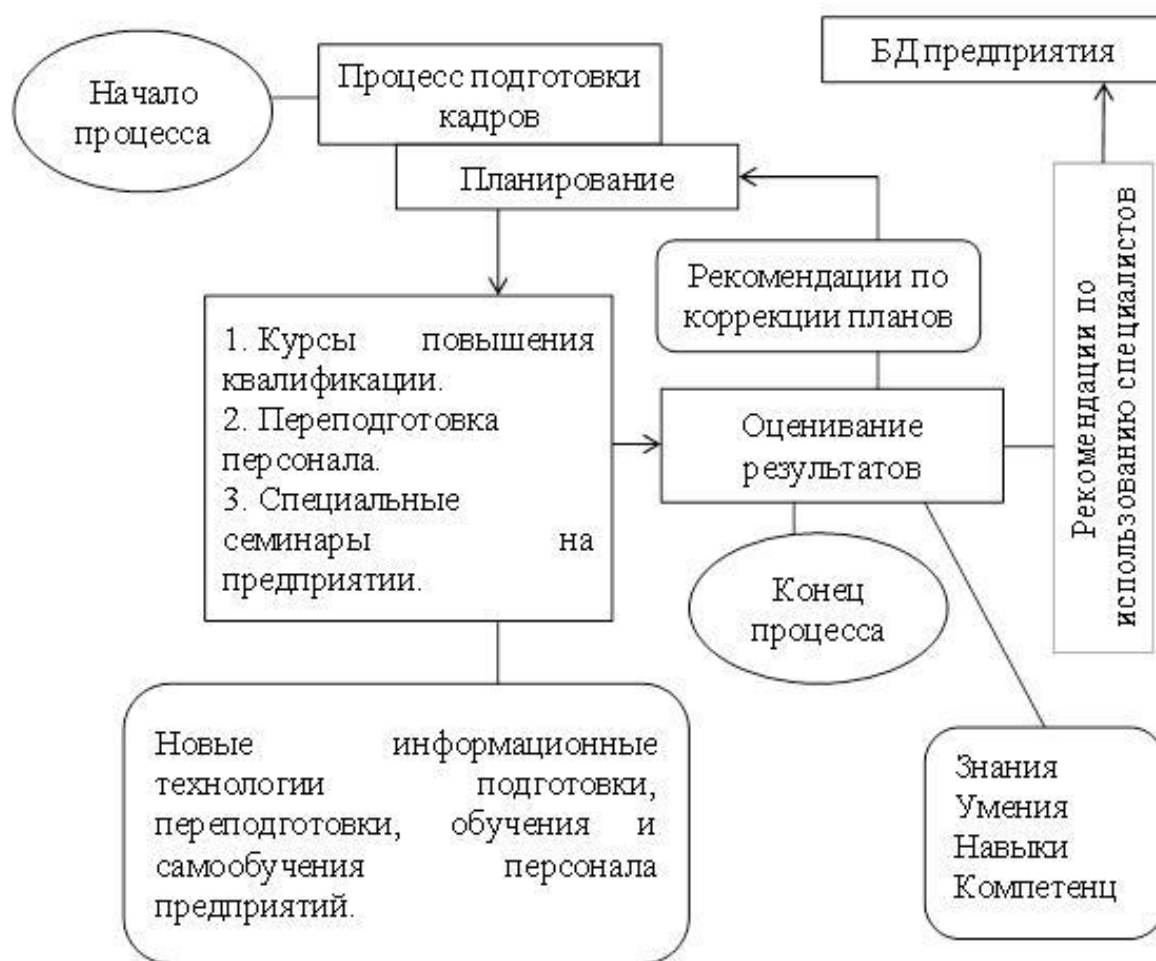 Начало
процесса
Процесс подготовки
кадров
БД предприятия
Планирование
Рекомендации по
коррекции планов
1. Курсы повышения
квалификации.
2. Переподготовка
персонала.
3. Специальные
семинары на
предприятии.
Оценивание
результатов
Рекомендации по
использованию специалистов
Конец
процесса
Новые информационные
технологии подготовки,
переподготовки, обучения и
самообучения персонала
предприятий.
Знания
Умения
Навыки
Компетенц